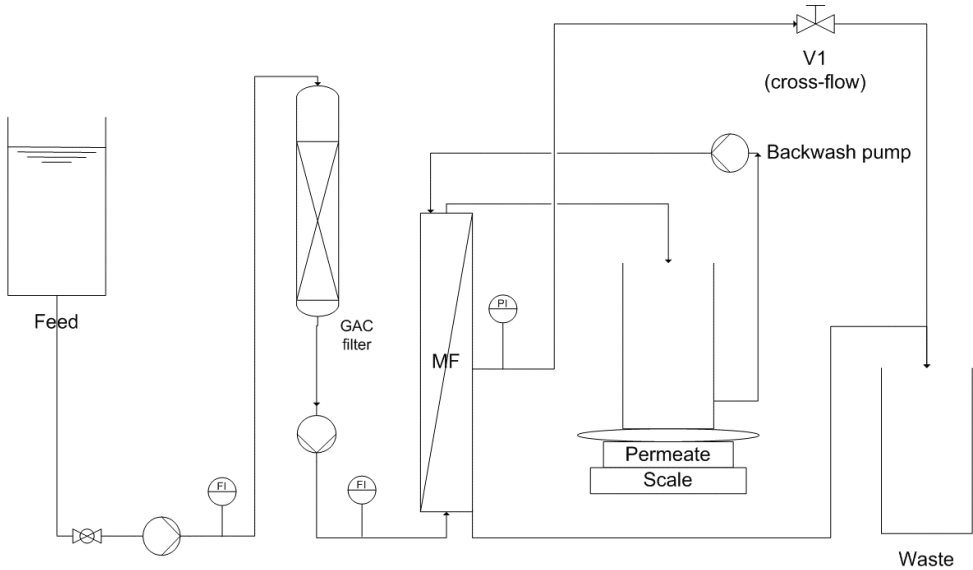 V1
(cross-flow)
Backwash pump
Feed
GAC
filter
PI
MF
FI
FI
Permeate
Scale
Waste